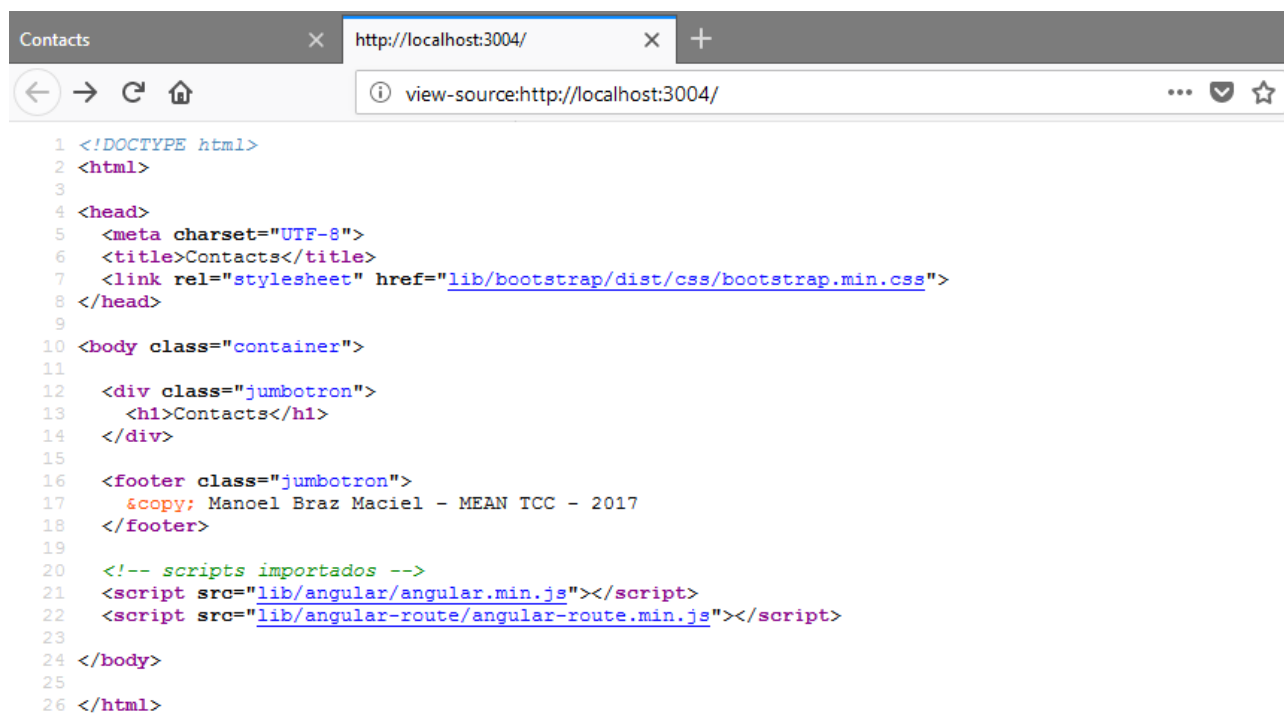 Contacts
http://localhost:3004/
view-source:http://localhost:3004/
1 <!DOCTYPE html>
2 <html>
3
4 <head>
5   <meta charset="UTF-8">
6   <title>Contacts</title>
7   <link rel="stylesheet" href="lib/bootstrap/dist/css/bootstrap.min.css">
8 </head>
9
10 <body class="container">
11
12   <div class="jumbotron">
13     <h1>Contacts</h1>
14   </div>
15
16   <footer class="jumbotron">
17     &copy; Manoel Braz Maciel - MEAN TCC - 2017
18   </footer>
19
20   <!-- scripts importados -->
21   <script src="lib/angular/angular.min.js"></script>
22   <script src="lib/angular-route/angular-route.min.js"></script>
23
24 </body>
25
26 </html>